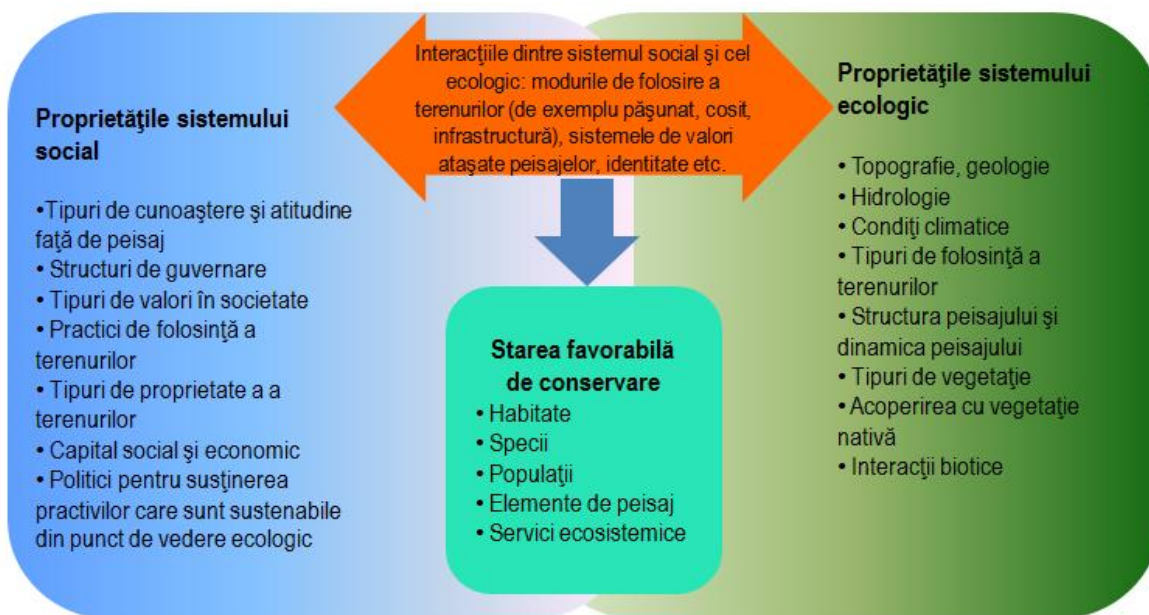 Interacţiile dintre sistemul social şi cel
ecologic: modurile de folosire a
terenurilor (de exemplu păşunat, cosit,
infrastructură), sistemele de valori
ataşate peisajelor, identitate etc.
Proprietăţile sistemului
social
•Tipuri de cunoaştere şi atitudine
faţă de peisaj
• Structuri de guvernare
• Tipuri de valori în societate
• Practici de folosinţă a
terenurilor
• Tipuri de proprietate a a
terenurilor
• Capital social şi economic
• Politici pentru susţinerea
practivilor care sunt sustenabile
din punct de vedere ecologic
Starea favorabilă
de conservare
• Habitate
• Specii
• Populaţii
• Elemente de peisaj
• Servicii ecosistemice
Proprietăţile sistemului
ecologic
• Topografie, geologie
• Hidrologie
• Condiţi climatice
• Tipuri de folosinţă a
terenurilor
• Structura peisajului şi
dinamica peisajului
• Tipuri de vegetaţie
• Acoperirea cu vegetaţie
nativă
• Interacţii biotice